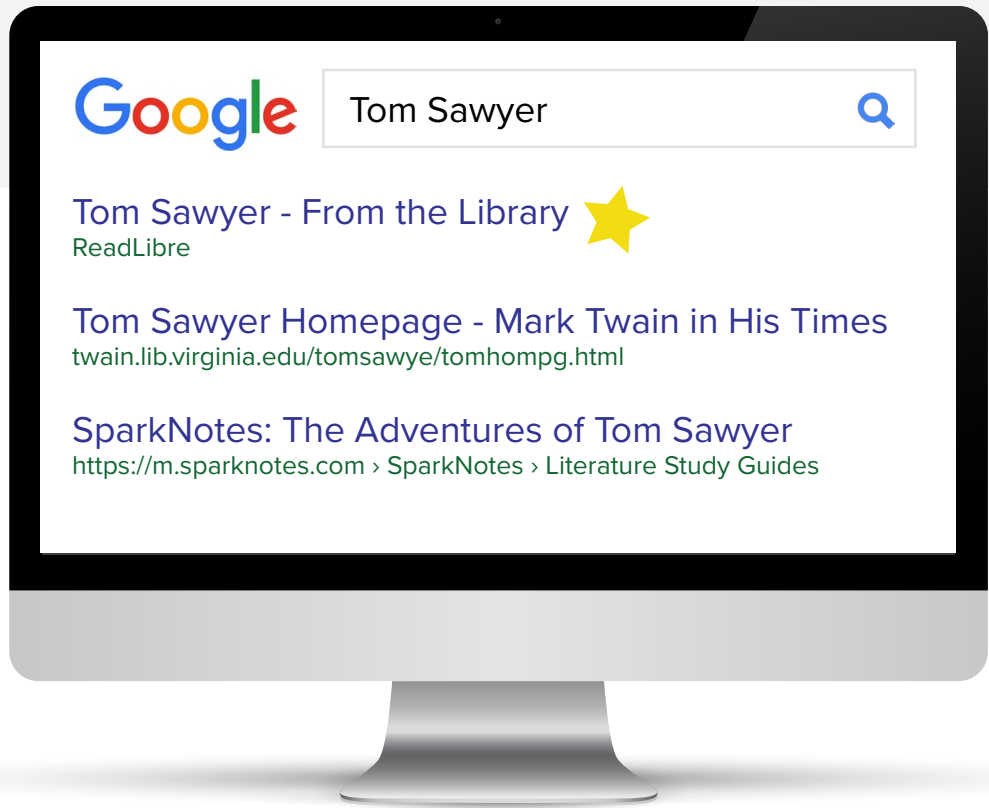 Google
Tom Sawyer
Tom Sawyer - From the Library
ReadLibre
Tom Sawyer Homepage - Mark Twain in His Times
twain.lib.virginia.edu/tomsawye/tomhompg.html
SparkNotes: The Adventures of Tom Sawyer
https://m.sparknotes.com › SparkNotes › Literature Study Guides